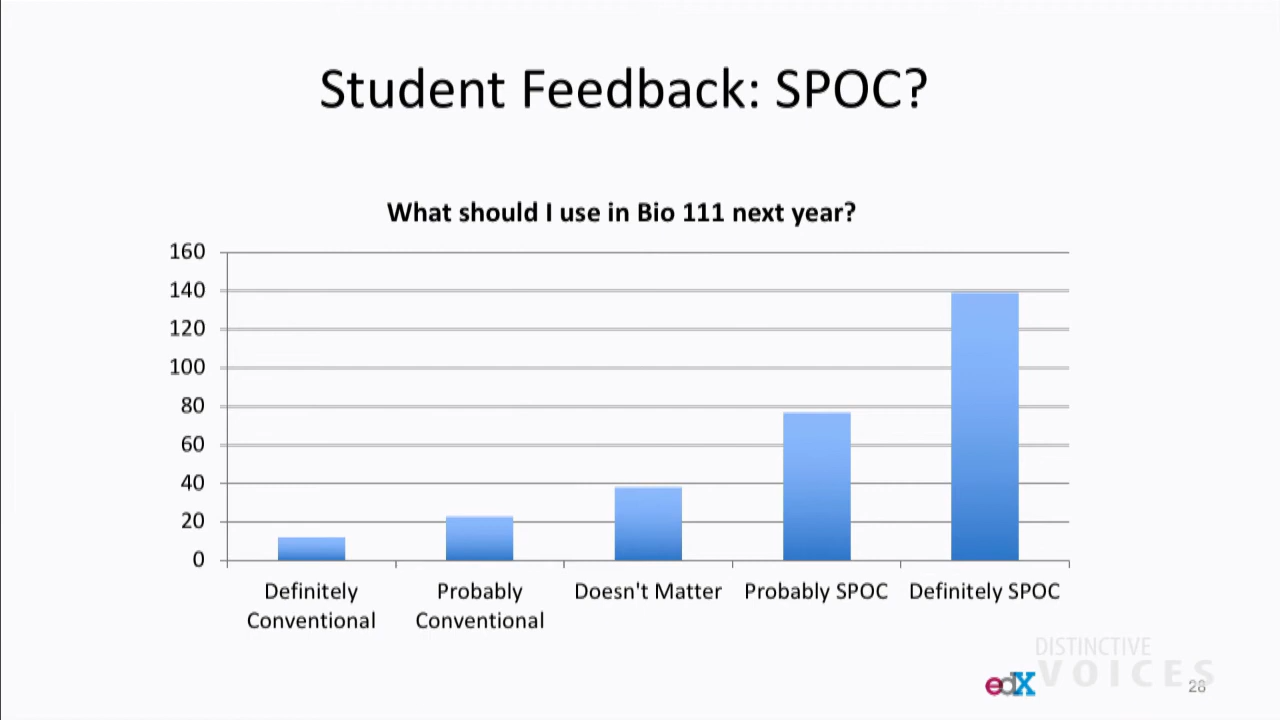 Student Feedback: SPOC?
What should I use in Bio 111 next year?
160
140
120
100
80
60
40
20
0
Definitely Conventional
Probably Conventional
Doesn't Matter
Probably SPOC
Definitely SPOC
DISTINCTIVE
VOICES
edX
28